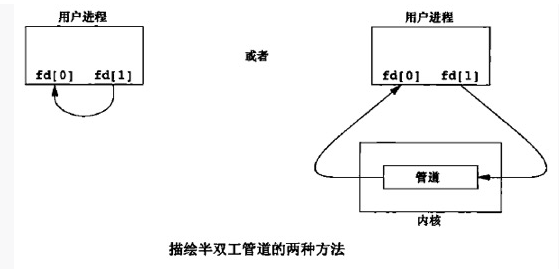 用户进程
fd[0] fd[1]
或者
用户进程
fd[0] fd[1]
管道
内核
描绘半双工管道的两种方法